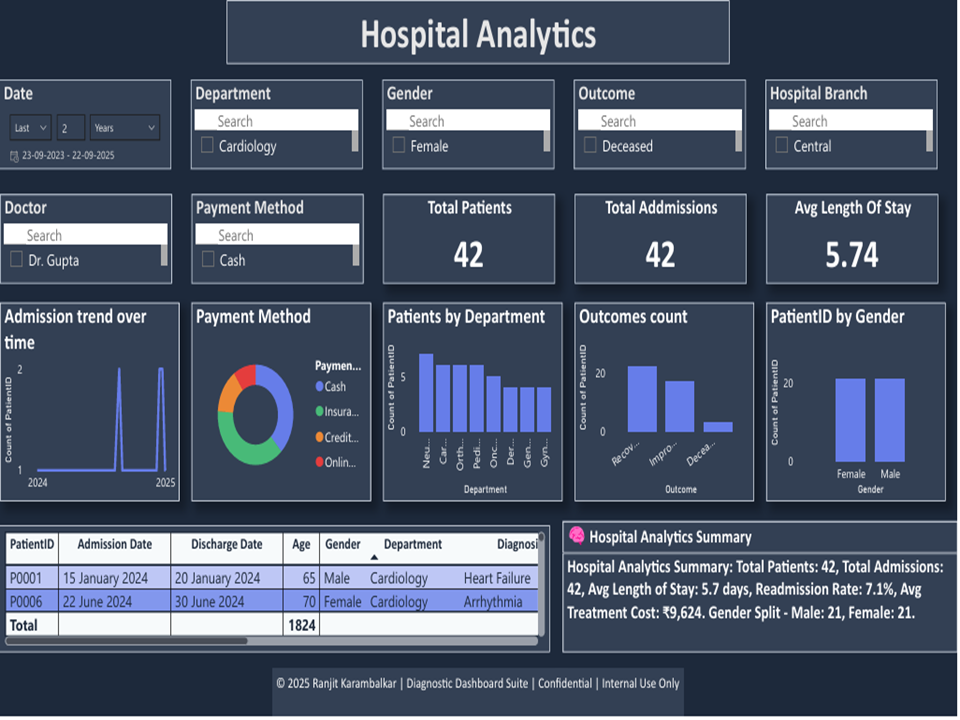 Hospital Analytics
Date
Last 2 Years
23-09-2023 - 22-09-2025
Department
Search
Cardiology
Gender
Search
Female
Outcome
Search
Deceased
Hospital Branch
Search
Central
Doctor
Search
Dr. Gupta
Payment Method
Search
Cash
Total Patients
42
Total Addmissions
42
Avg Length Of Stay
5.74
Admission trend over
time
Count of PatientID
2
1
2024 2025
Payment Method
Paymen...
Cash
Insura...
Credit...
Onlin...
Patients by Department
Count of PatientID
5
0
Neu... Car... Orth... Pedi... Onc... Der... Gen... Gyn...
Department
Outcomes count
Count of PatientID
20
0
Recov... Impro... Decea...
Outcome
PatientID by Gender
Count of PatientID
20
0
Female Male
Gender
PatientID Admission Date Discharge Date Age Gender Department Diagnosi
P0001 15 January 2024 20 January 2024 65 Male Cardiology Heart Failure
P0006 22 June 2024 30 June 2024 70 Female Cardiology Arrhythmia
Total 1824
Hospital Analytics Summary
Hospital Analytics Summary: Total Patients: 42, Total Admissions:
42, Avg Length of Stay: 5.7 days, Readmission Rate: 7.1%, Avg
Treatment Cost: ₹9,624. Gender Split - Male: 21, Female: 21.
© 2025 Ranjit Karambalkar | Diagnostic Dashboard Suite | Confidential | Internal Use Only